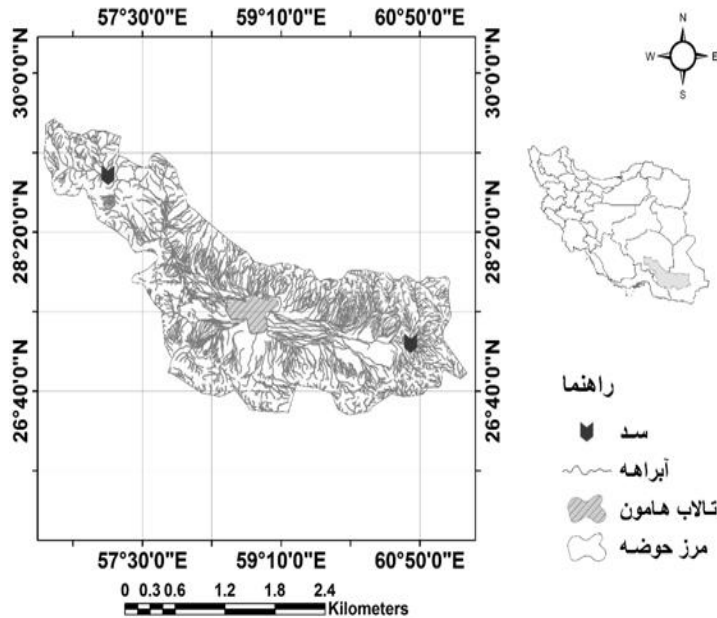 57°30'0"E 59°10'0"E 60°50'0"E
30°0'0"N 30°0'0"N
28°20'0"N 28°20'0"N
26°40'0"N 26°40'0"N
57°30'0"E 59°10'0"E 60°50'0"E
0 0.3 0.6 1.2 1.8 2.4
Kilometers
N
W E
S
راهنما
سد
آبراهه
تالاب هامون
مرز حوضه